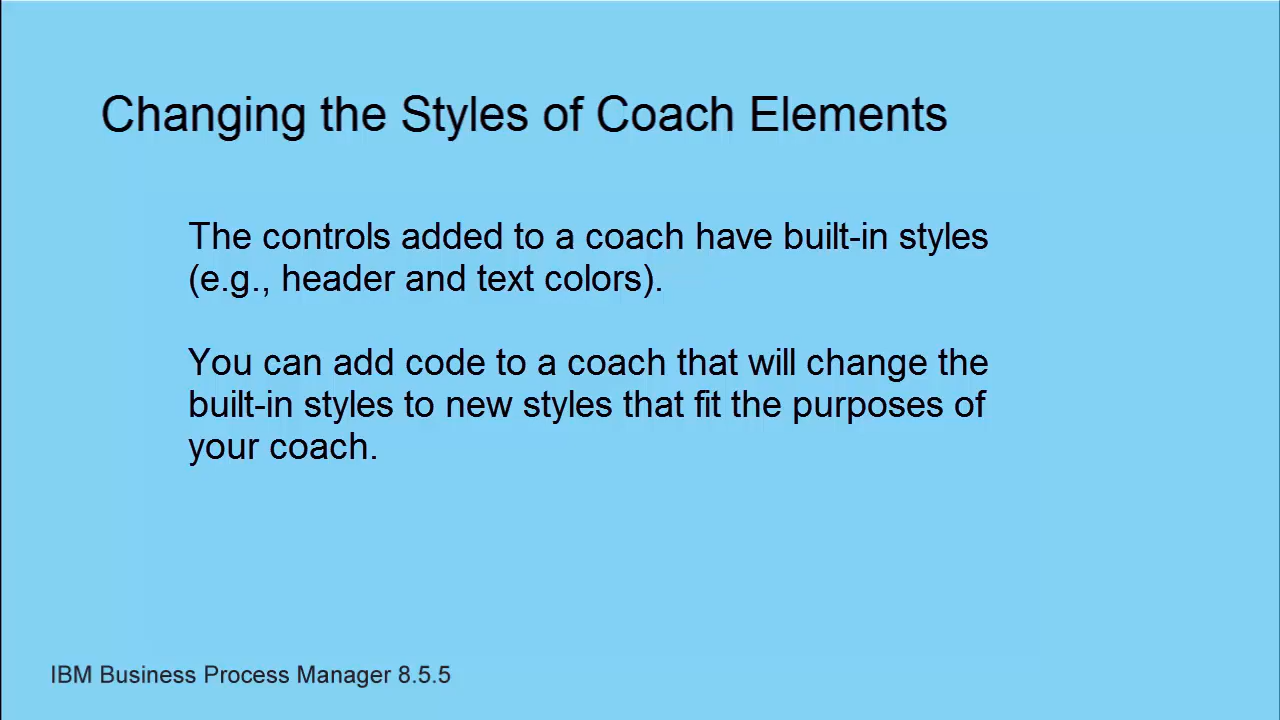 Changing the Styles of Coach Elements
The controls added to a coach have built-in styles
(e.g., header and text colors).
You can add code to a coach that will change the
built-in styles to new styles that fit the purposes of
your coach.
IBM Business Process Manager 8.5.5